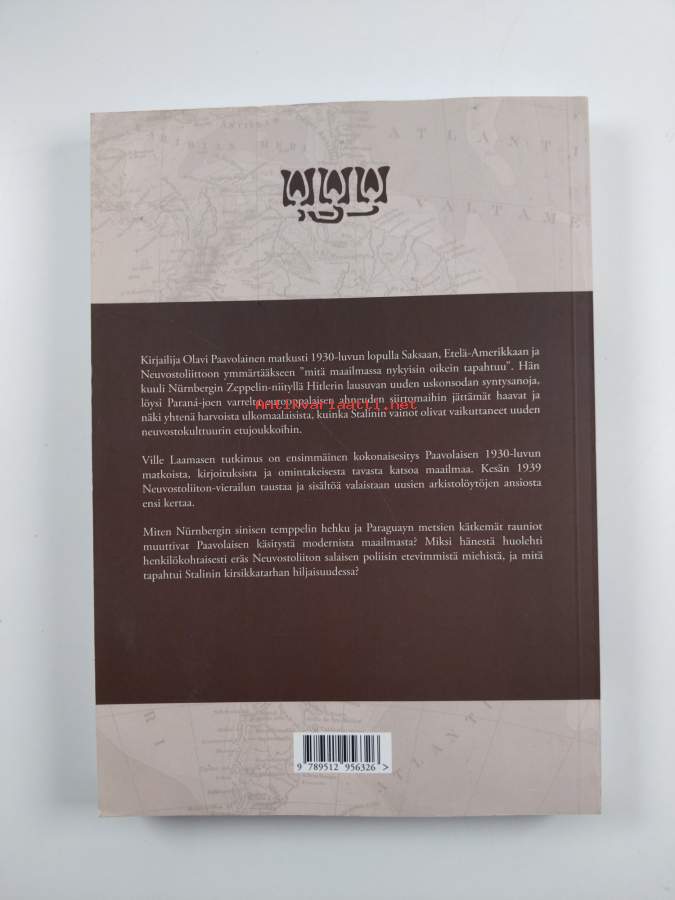 ATLANTI
VALTAME
Kirjailija Olavi Paavolainen matkusti 1930-luvun lopulla Saksaan, Etelä-Amerikkaan ja
Neuvostoliittoon ymmärtääkseen "mitä maailmassa nykyisin oikein tapahtuu". Hän
kuuli Nürnbergin Zeppelin-niityllä Hitlerin lausuvan uuden uskonsodan syntysanoja,
löysi Paraná-joen varrelta eurooppalaisen ahneuden siirtomaihin jättämät haavat ja
Antikvariaatti.net
näki yhtenä harvoista ulkomaalaisista, kuinka Stalinin vainot olivat vaikuttaneet uuden
neuvostokulttuurin etujoukkoihin.
Ville Laamasen tutkimus on ensimmäinen kokonaisesitys Paavolaisen 1930-luvun
matkoista, kirjoituksista ja omintakeisesta tavasta katsoa maailmaa. Kesän 1939
Neuvostoliiton-vierailun taustaa ja sisältöä valaistaan uusien arkistolöytöjen ansiosta
ensi kertaa.
Miten Nürnbergin sinisen temppelin hehku ja Paraguayn metsien kätkemät rauniot
muuttivat Paavolaisen käsitystä modernista maailmasta? Miksi hänestä huolehti
henkilökohtaisesti eräs Neuvostoliiton salaisen poliisin etevimmistä miehistä, ja mitä
tapahtui Stalinin kirsikkatarhan hiljaisuudessa?
ATLANTI
9 789512 956326 >